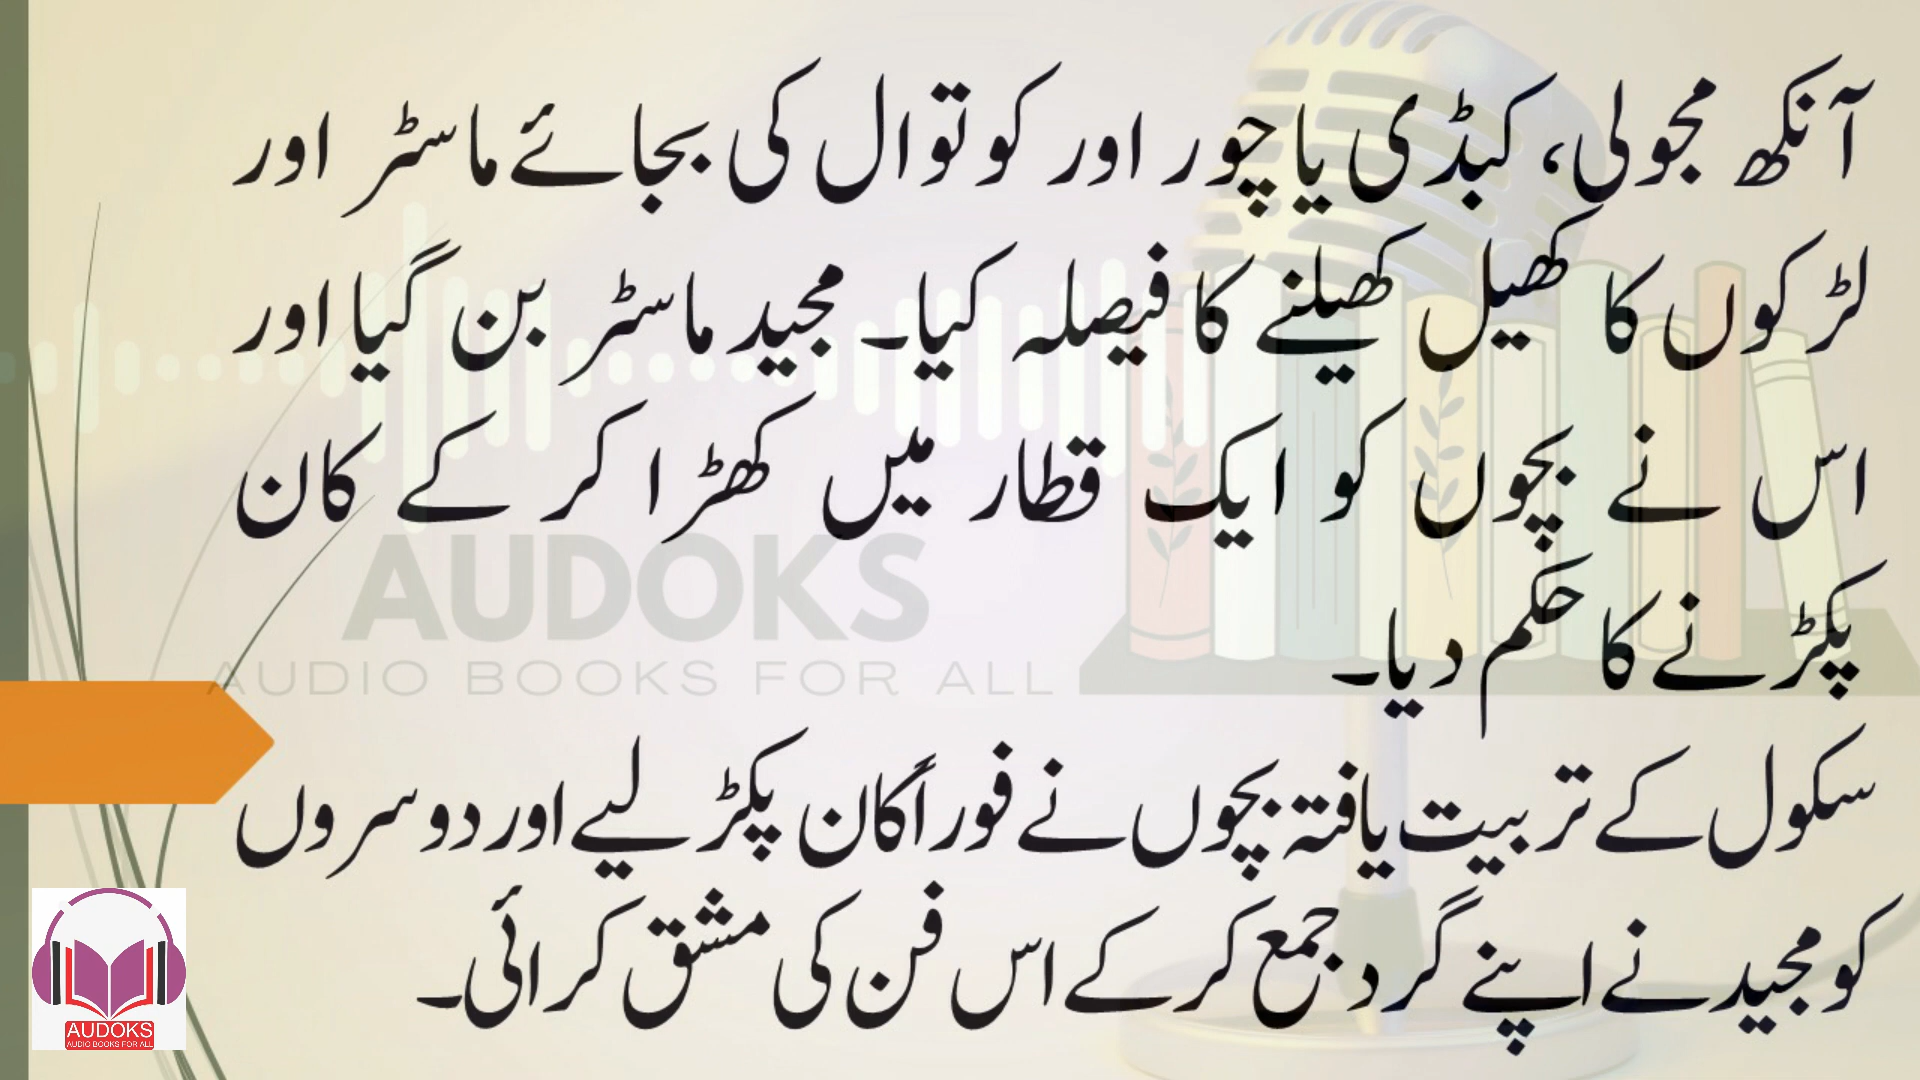 آنکھ مچولی، کبڈی یا چور اور کوتوال کی بجائے ماسٹر اور
لڑکوں کا کھیل کھیلنے کا فیصلہ کیا۔ مجید ماسٹر بن گیا اور
اس نے بچوں کو ایک قطار میں کھڑا کر کے کان
پکڑنے کا حکم دیا۔
سکول کے تربیت یافتہ بچوں نے فوراً کان پکڑ لیے اور دوسروں
کو مجید نے اپنے گرد جمع کر کے اس فن کی مشق کرائی۔
AUDOKS
AUDIO BOOKS FOR ALL
AUDOKS
AUDIO BOOKS FOR ALL